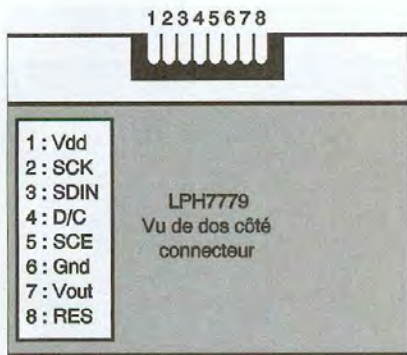 12345678
1 : Vdd
2 : SCK
3 : SDIN
4 : D/C
5 : SCE
6 : Gnd
7 : Vout
8 : RES
LPH7779
Vu de dos côté
connecteur